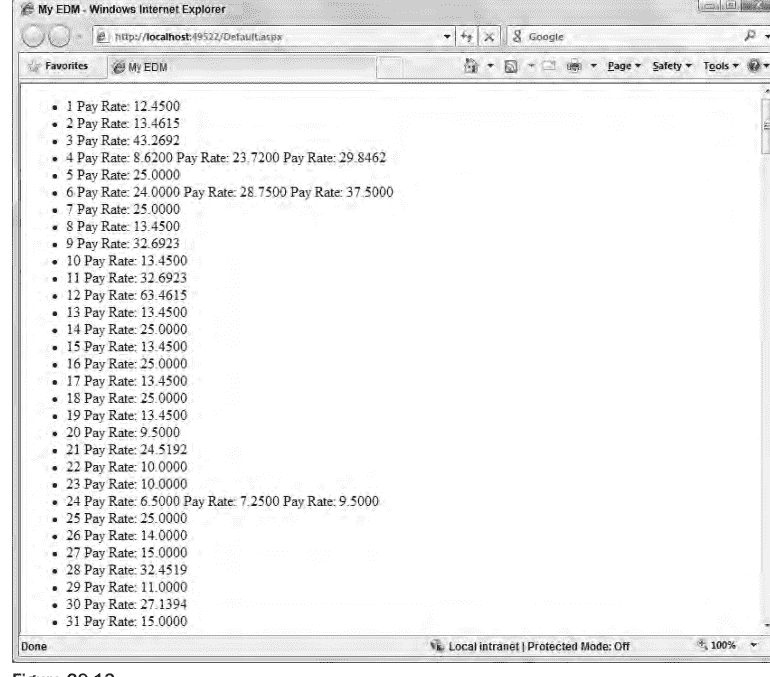 My EDM - Windows Internet Explorer
http://localhost:49522/Default.aspx
Google
Favorites
My EDM
Page
Safety
Tools
• 1 Pay Rate: 12.4500
• 2 Pay Rate: 13.4615
• 3 Pay Rate: 43.2692
• 4 Pay Rate: 8.6200 Pay Rate: 23.7200 Pay Rate: 29.8462
• 5 Pay Rate: 25.0000
• 6 Pay Rate: 24.0000 Pay Rate: 28.7500 Pay Rate: 37.5000
• 7 Pay Rate: 25.0000
• 8 Pay Rate: 13.4500
• 9 Pay Rate: 32.6923
• 10 Pay Rate: 13.4500
• 11 Pay Rate: 32.6923
• 12 Pay Rate: 63.4615
• 13 Pay Rate: 13.4500
• 14 Pay Rate: 25.0000
• 15 Pay Rate: 13.4500
• 16 Pay Rate: 25.0000
• 17 Pay Rate: 13.4500
• 18 Pay Rate: 25.0000
• 19 Pay Rate: 13.4500
• 20 Pay Rate: 9.5000
• 21 Pay Rate: 24.5192
• 22 Pay Rate: 10.0000
• 23 Pay Rate: 10.0000
• 24 Pay Rate: 6.5000 Pay Rate: 7.2500 Pay Rate: 9.5000
• 25 Pay Rate: 25.0000
• 26 Pay Rate: 14.0000
• 27 Pay Rate: 15.0000
• 28 Pay Rate: 32.4519
• 29 Pay Rate: 11.0000
• 30 Pay Rate: 27.1394
• 31 Pay Rate: 15.0000
Done
Local intranet | Protected Mode: Off
100%